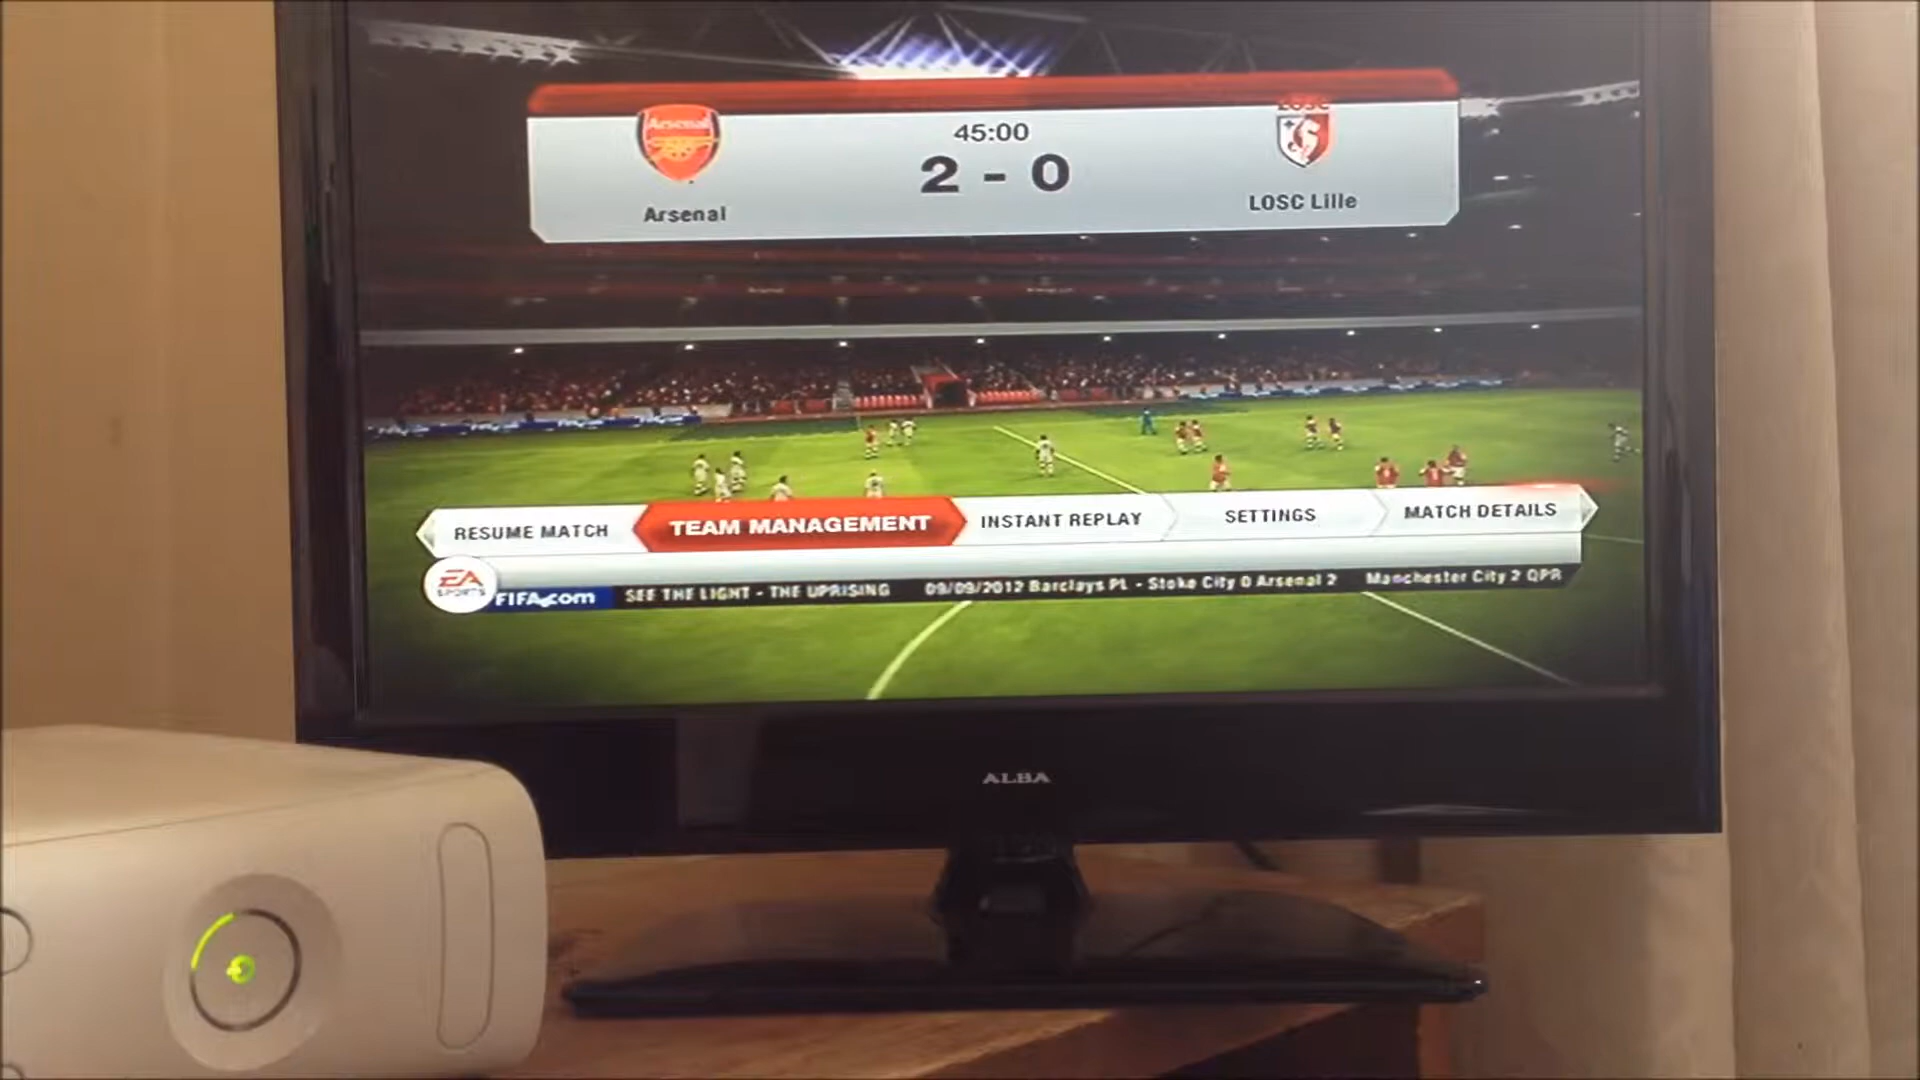 Arsenal
LOSC
45:00
2 - 0
Arsenal
LOSC Lille
RESUME MATCH
TEAM MANAGEMENT
INSTANT REPLAY
SETTINGS
MATCH DETAILS
EA SPORTS
FIFA.com
SEE THE LIGHT - THE UPRISING
09/09/2012 Barclays PL - Stoke City 0 Arsenal 2
Manchester City 2 QPR
ALBA